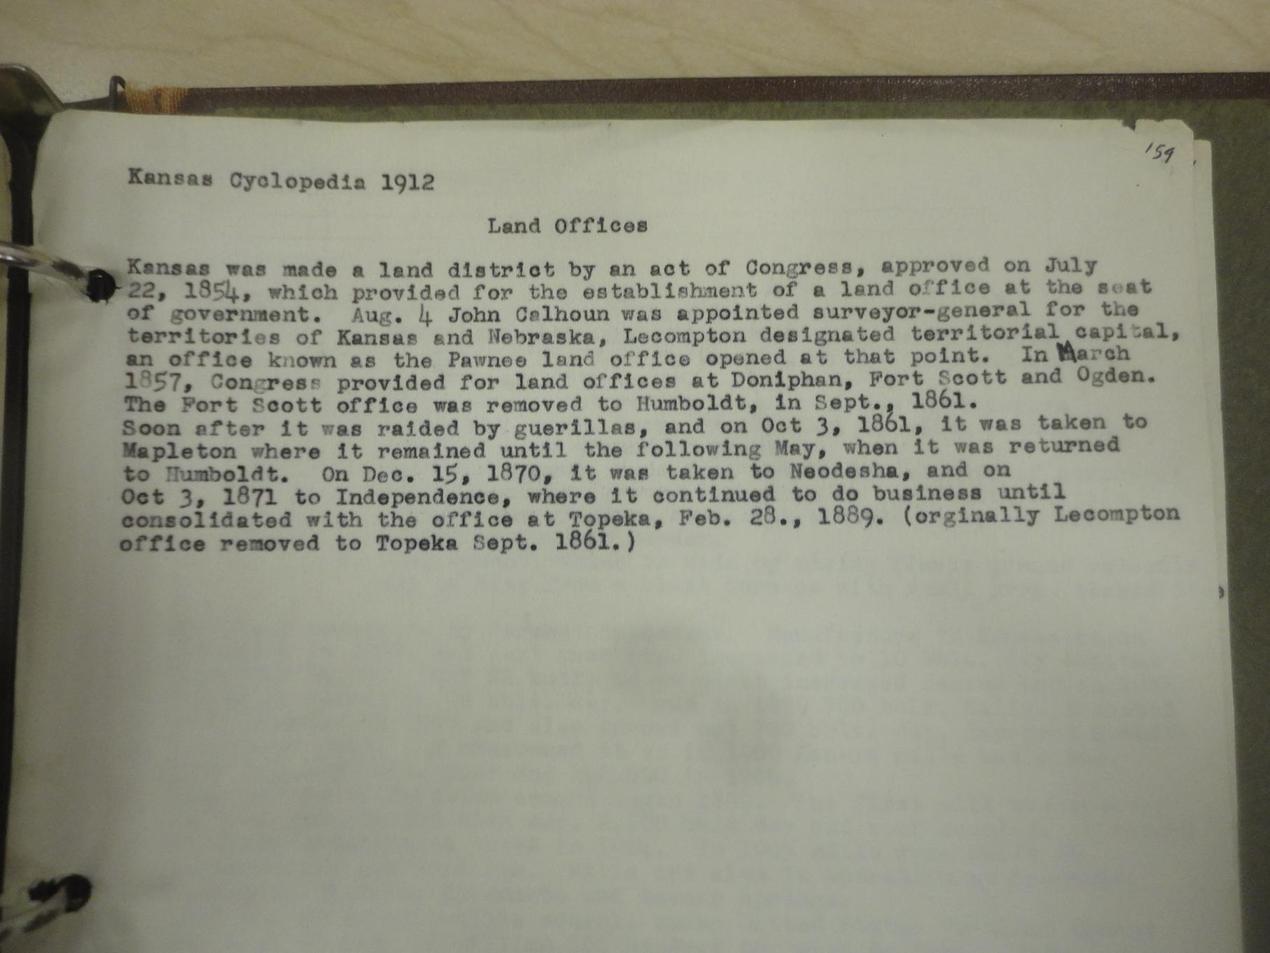 159
Kansas Cyclopedia 1912
Land Offices
Kansas was made a land district by an act of Congress, approved on July
22, 1854, which provided for the establishment of a land office at the seat
of government. Aug. 4 John Calhoun was appointed surveyor-general for the
territories of Kansas and Nebraska, Lecompton designated territorial capital,
an office known as the Pawnee land office opened at that point. In March
1857, Congress provided for land offices at Doniphan, Fort Scott and Ogden.
The Fort Scott office was removed to Humboldt, in Sept., 1861.
Soon after it was raided by guerillas, and on Oct 3, 1861, it was taken to
Mapleton where it remained until the following May, when it was returned
to Humboldt. On Dec. 15, 1870, it was taken to Neodesha, and on
Oct 3, 1871 to Independence, where it continued to do business until
consolidated with the office at Topeka, Feb. 28., 1889. (orginally Lecompton
office removed to Topeka Sept. 1861.)